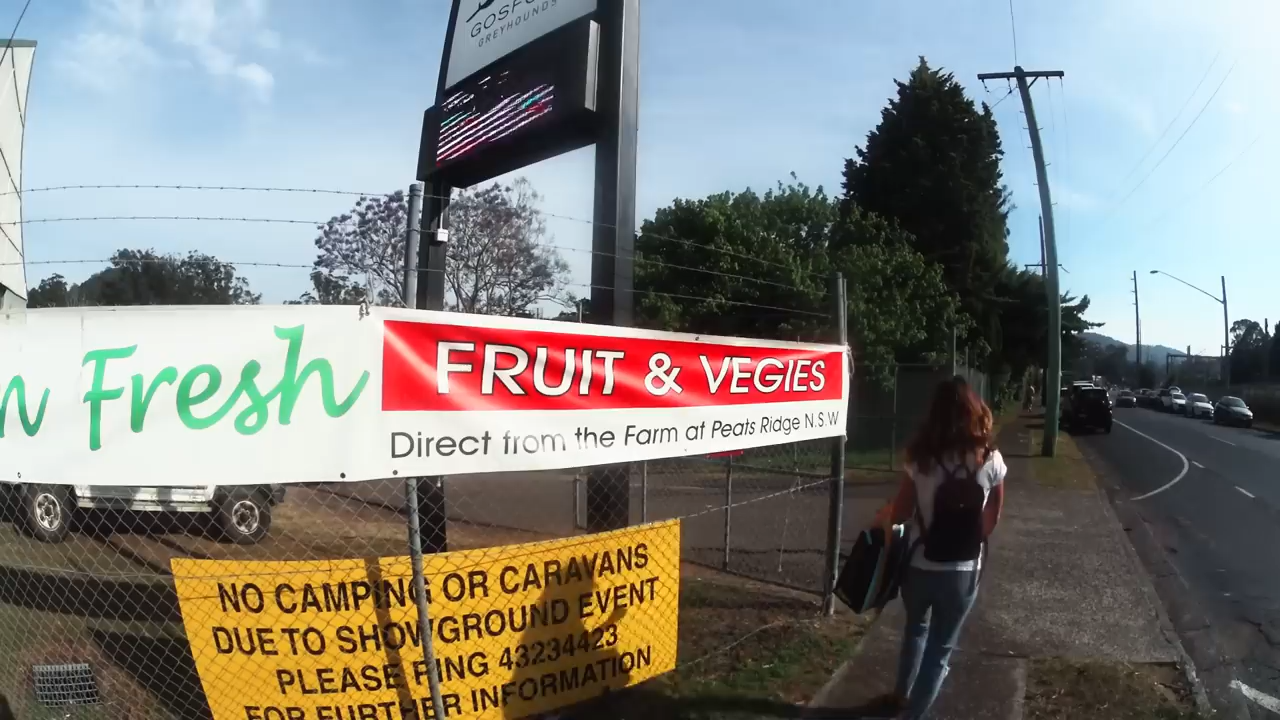 GREYHOUNDS
Fresh
FRUIT & VEGIES
Direct from the Farm at Peats Ridge N.S.W
NO CAMPING OR CARAVANS
DUE TO SHOWGROUND EVENT
PLEASE RING 43234423
FOR FURTHER INFORMATION